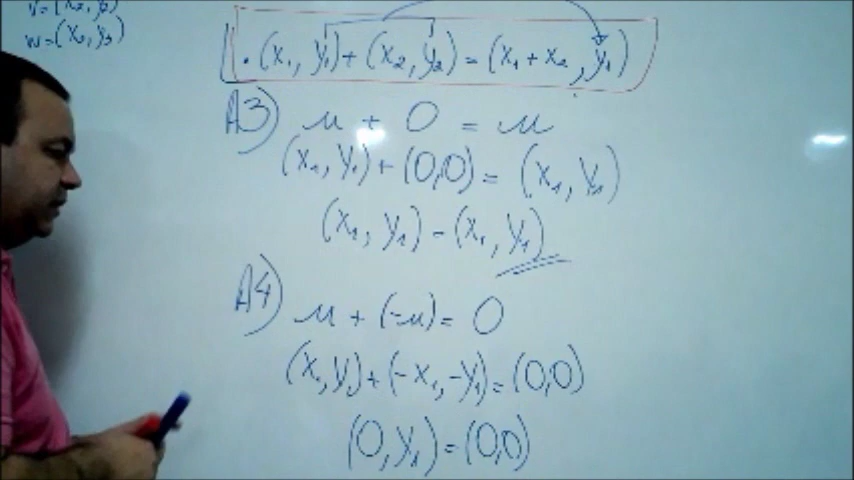 v=(x₂,y₂)
w=(x₃,y₃)
• (x₁, y₁)+(x₂,y₂)=(x₁+x₂,y₁)
A3) u + 0 = u
(x₁,y₁)+(0,0)=(x₁,y₁)
(x₁,y₁)=(x₁,y₁)
A4) u + (-u)= 0
(x₁,y₁)+(-x₁,-y₁)=(0,0)
(0,y₁)=(0,0)